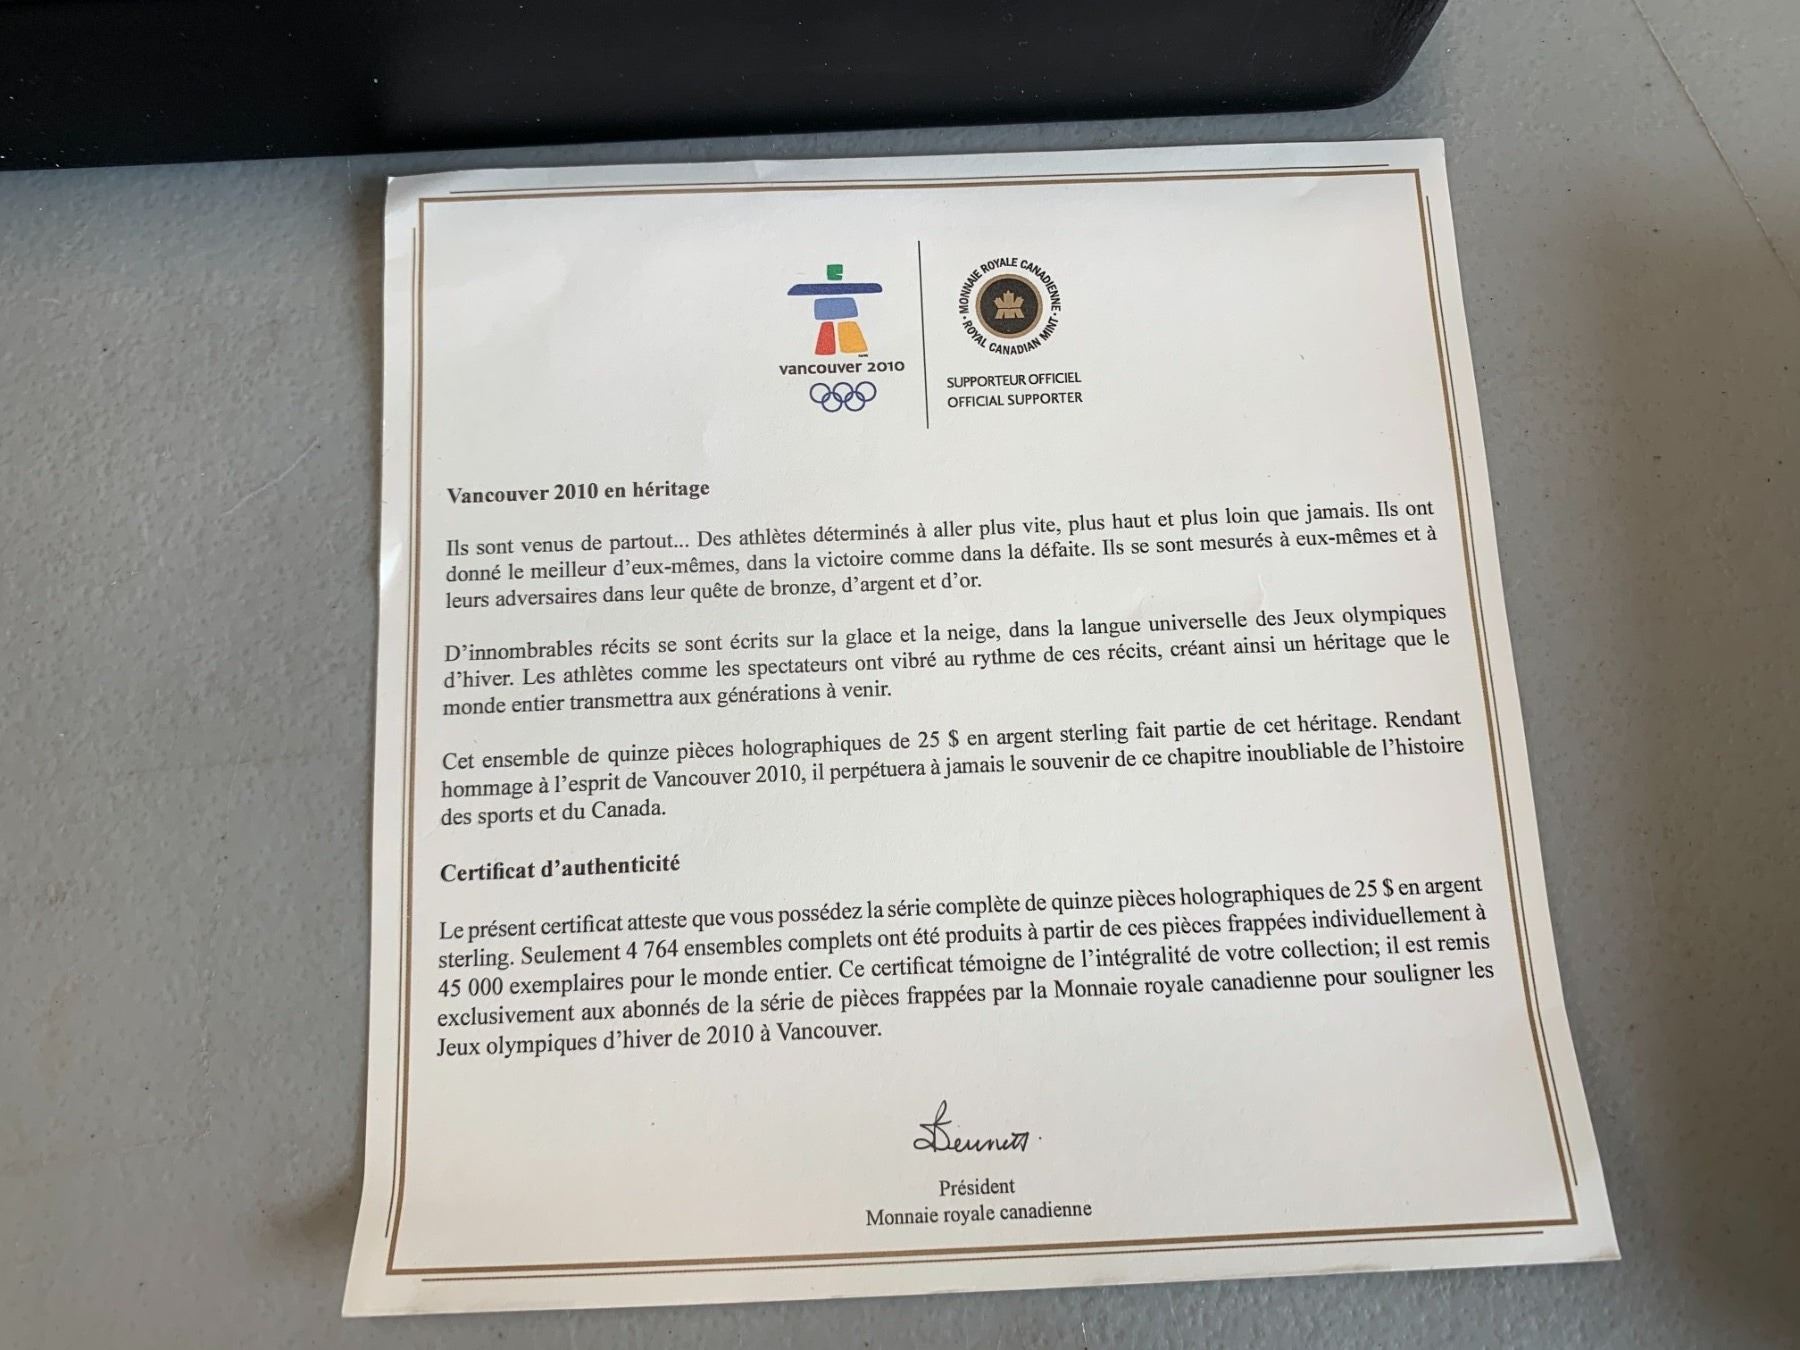 vancouver 2010
MONNAIE ROYALE CANADIENNE • ROYAL CANADIAN MINT •
SUPPORTEUR OFFICIEL
OFFICIAL SUPPORTER
Vancouver 2010 en héritage
Ils sont venus de partout... Des athlètes déterminés à aller plus vite, plus haut et plus loin que jamais. Ils ont
donné le meilleur d'eux-mêmes, dans la victoire comme dans la défaite. Ils se sont mesurés à eux-mêmes et à
leurs adversaires dans leur quête de bronze, d'argent et d'or.
D'innombrables récits se sont écrits sur la glace et la neige, dans la langue universelle des Jeux olympiques
d'hiver. Les athlètes comme les spectateurs ont vibré au rythme de ces récits, créant ainsi un héritage que le
monde entier transmettra aux générations à venir.
Cet ensemble de quinze pièces holographiques de 25 $ en argent sterling fait partie de cet héritage. Rendant
hommage à l'esprit de Vancouver 2010, il perpétuera à jamais le souvenir de ce chapitre inoubliable de l'histoire
des sports et du Canada.
Certificat d'authenticité
Le présent certificat atteste que vous possédez la série complète de quinze pièces holographiques de 25 $ en argent
sterling. Seulement 4 764 ensembles complets ont été produits à partir de ces pièces frappées individuellement à
45 000 exemplaires pour le monde entier. Ce certificat témoigne de l'intégralité de votre collection; il est remis
exclusivement aux abonnés de la série de pièces frappées par la Monnaie royale canadienne pour souligner les
Jeux olympiques d'hiver de 2010 à Vancouver.
Bennett
Président
Monnaie royale canadienne